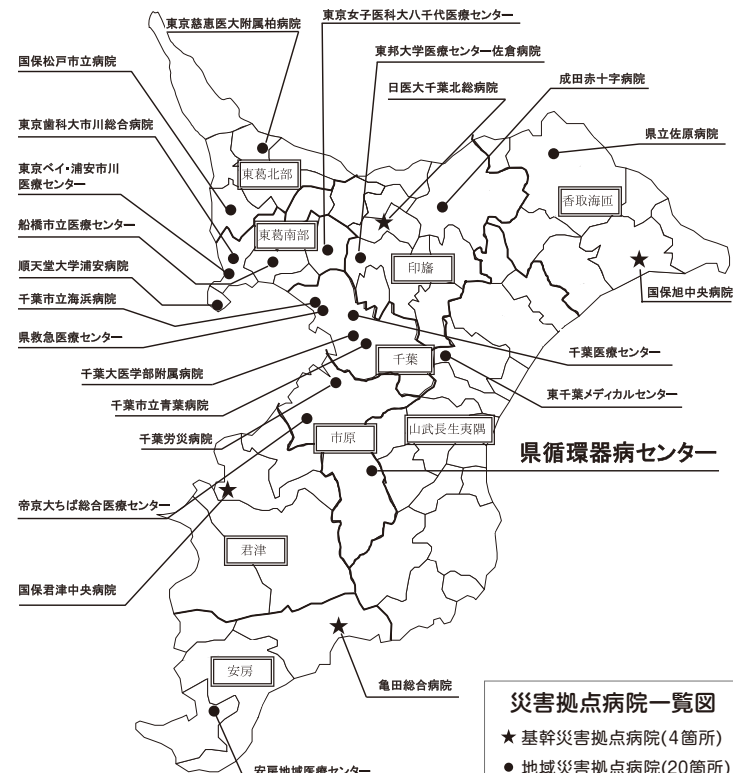 東京慈恵医大附属柏病院
東京女子医科大八千代医療センター
国保松戸市立病院
東邦大学医療センター佐倉病院
日医大千葉北総病院
成田赤十字病院
東京歯科大市川総合病院
県立佐原病院
東京ベイ・浦安市川
医療センター
東葛北部
香取海匝
船橋市立医療センター
東葛南部
印旛
順天堂大学浦安病院
国保旭中央病院
千葉市立海浜病院
県救急医療センター
千葉医療センター
千葉
千葉大医学部附属病院
東千葉メディカルセンター
千葉市立青葉病院
山武長生夷隅
市原
千葉労災病院
県循環器病センター
帝京大ちば総合医療センター
君津
国保君津中央病院
安房
亀田総合病院
災害拠点病院一覧図
★ 基幹災害拠点病院(4箇所)
● 地域災害拠点病院(20箇所)
安房地域医療センター